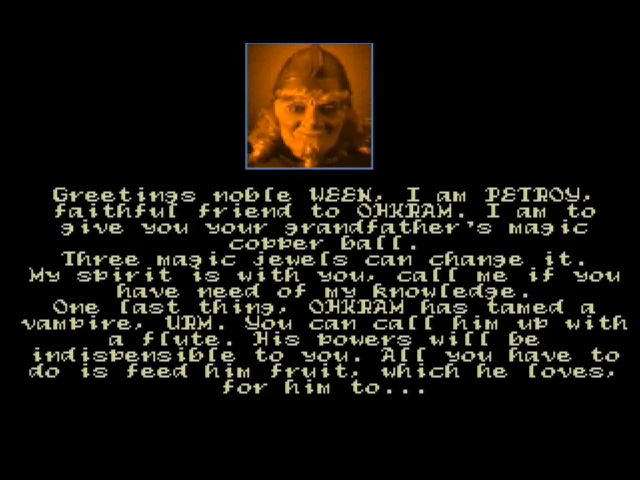 Greetings noble WEEN, I am PETROY,
faithful friend to OHKRAM. I am to
give you your grandfather's magic
copper ball.
Three magic jewels can change it.
My spirit is with you, call me if you
have need of my knowledge.
One last thing, OHKRAM has tamed a
vampire, URM. You can call him up with
a flute. His powers will be
indispensible to you. All you have to
do is feed him fruit, which he loves,
for him to...